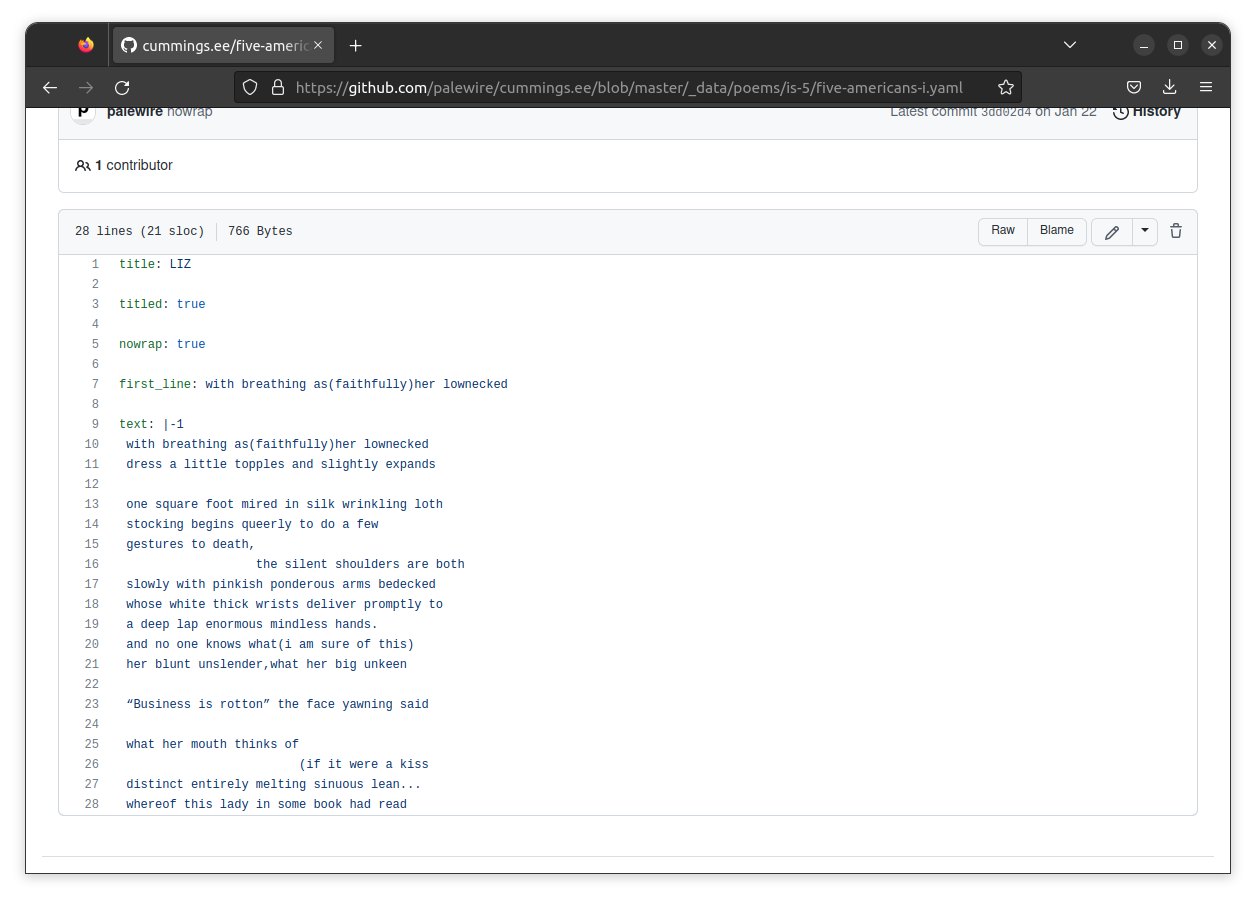 cummings.ee/five-americ
https://github.com/palewire/cummings.ee/blob/master/_data/poems/is-5/five-americans-i.yaml
palewire nowrap
Latest commit 3dd02d4 on Jan 22
History
1 contributor
28 lines (21 sloc)
766 Bytes
Raw
Blame
1 title: LIZ
2
3 titled: true
4
5 nowrap: true
6
7 first_line: with breathing as(faithfully)her lownecked
8
9 text: |-1
10 with breathing as(faithfully)her lownecked
11 dress a little topples and slightly expands
12
13 one square foot mired in silk wrinkling loth
14 stocking begins queerly to do a few
15 gestures to death,
16 the silent shoulders are both
17 slowly with pinkish ponderous arms bedecked
18 whose white thick wrists deliver promptly to
19 a deep lap enormous mindless hands.
20 and no one knows what(i am sure of this)
21 her blunt unslender,what her big unkeen
22
23 “Business is rotton” the face yawning said
24
25 what her mouth thinks of
26 (if it were a kiss
27 distinct entirely melting sinuous lean...
28 whereof this lady in some book had read